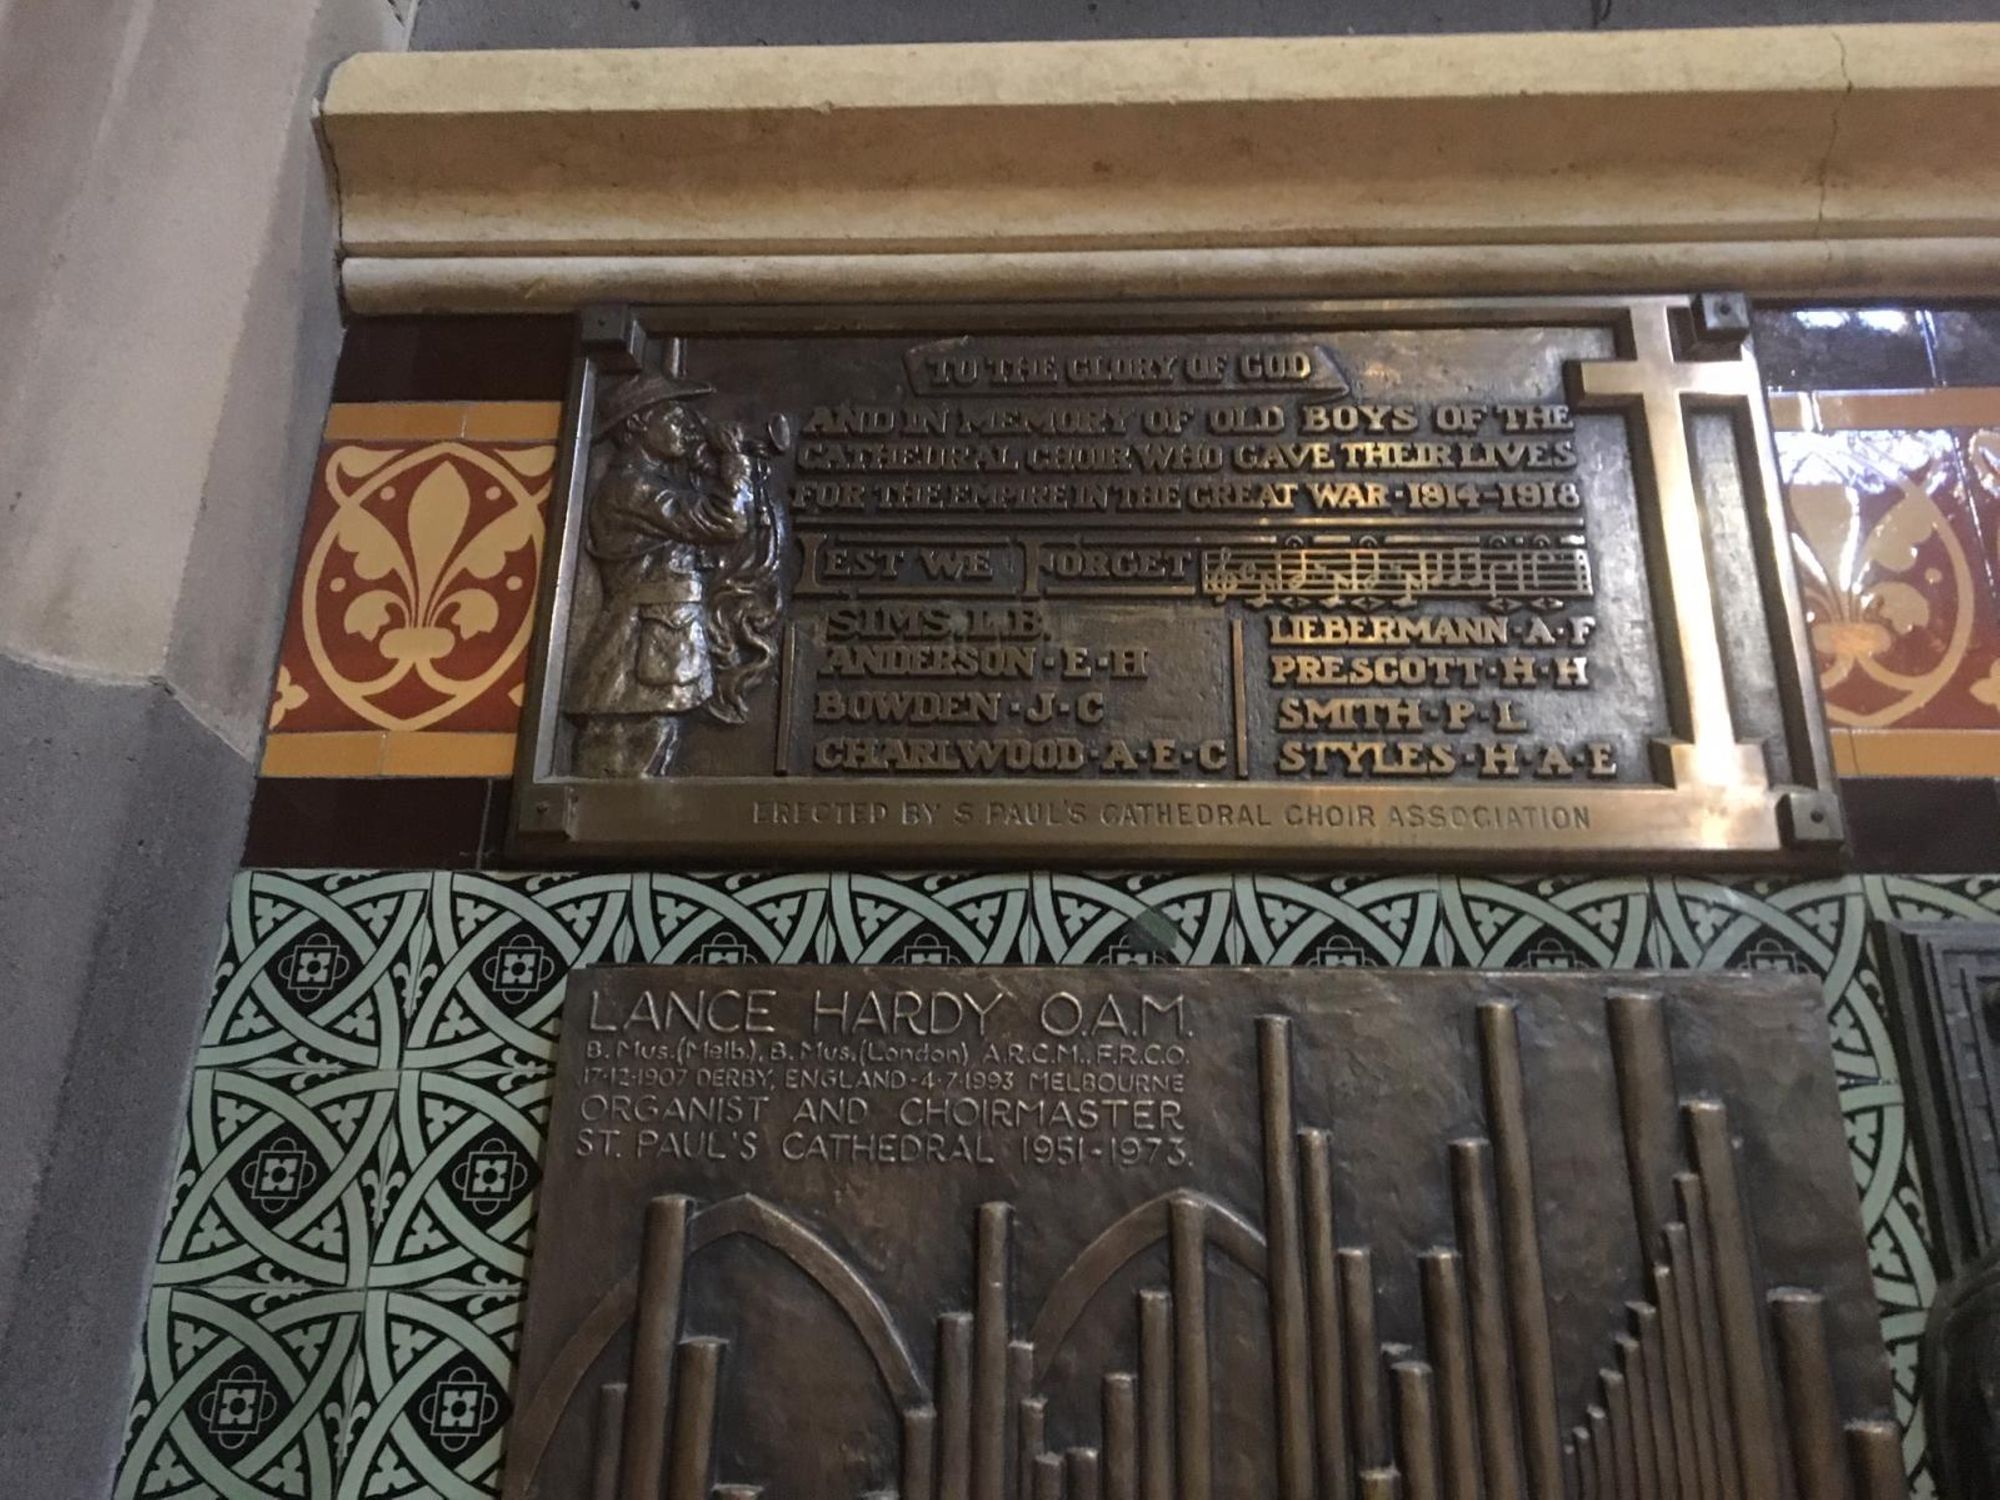 TO THE GLORY OF GOD
AND IN MEMORY OF OLD BOYS OF THE
CATHEDRAL CHOIR WHO GAVE THEIR LIVES
FOR THE EMPIRE IN THE GREAT WAR · 1914-1918
LEST WE FORGET
SIMS, L.B.
ANDERSON · E · H
BOWDEN · J · C
CHARLWOOD · A · E · C
LIEBERMANN · A · F
PRESCOTT · H · H
SMITH · P · L
STYLES · H · A · E
ERECTED BY S PAUL'S CATHEDRAL CHOIR ASSOCIATION
LANCE HARDY O.A.M.
B. Mus. (Melb.), B. Mus. (London) A.R.C.M., F.R.C.O.
17·12·1907 DERBY, ENGLAND - 4·7·1993 MELBOURNE
ORGANIST AND CHOIRMASTER
ST. PAUL'S CATHEDRAL 1951-1973.